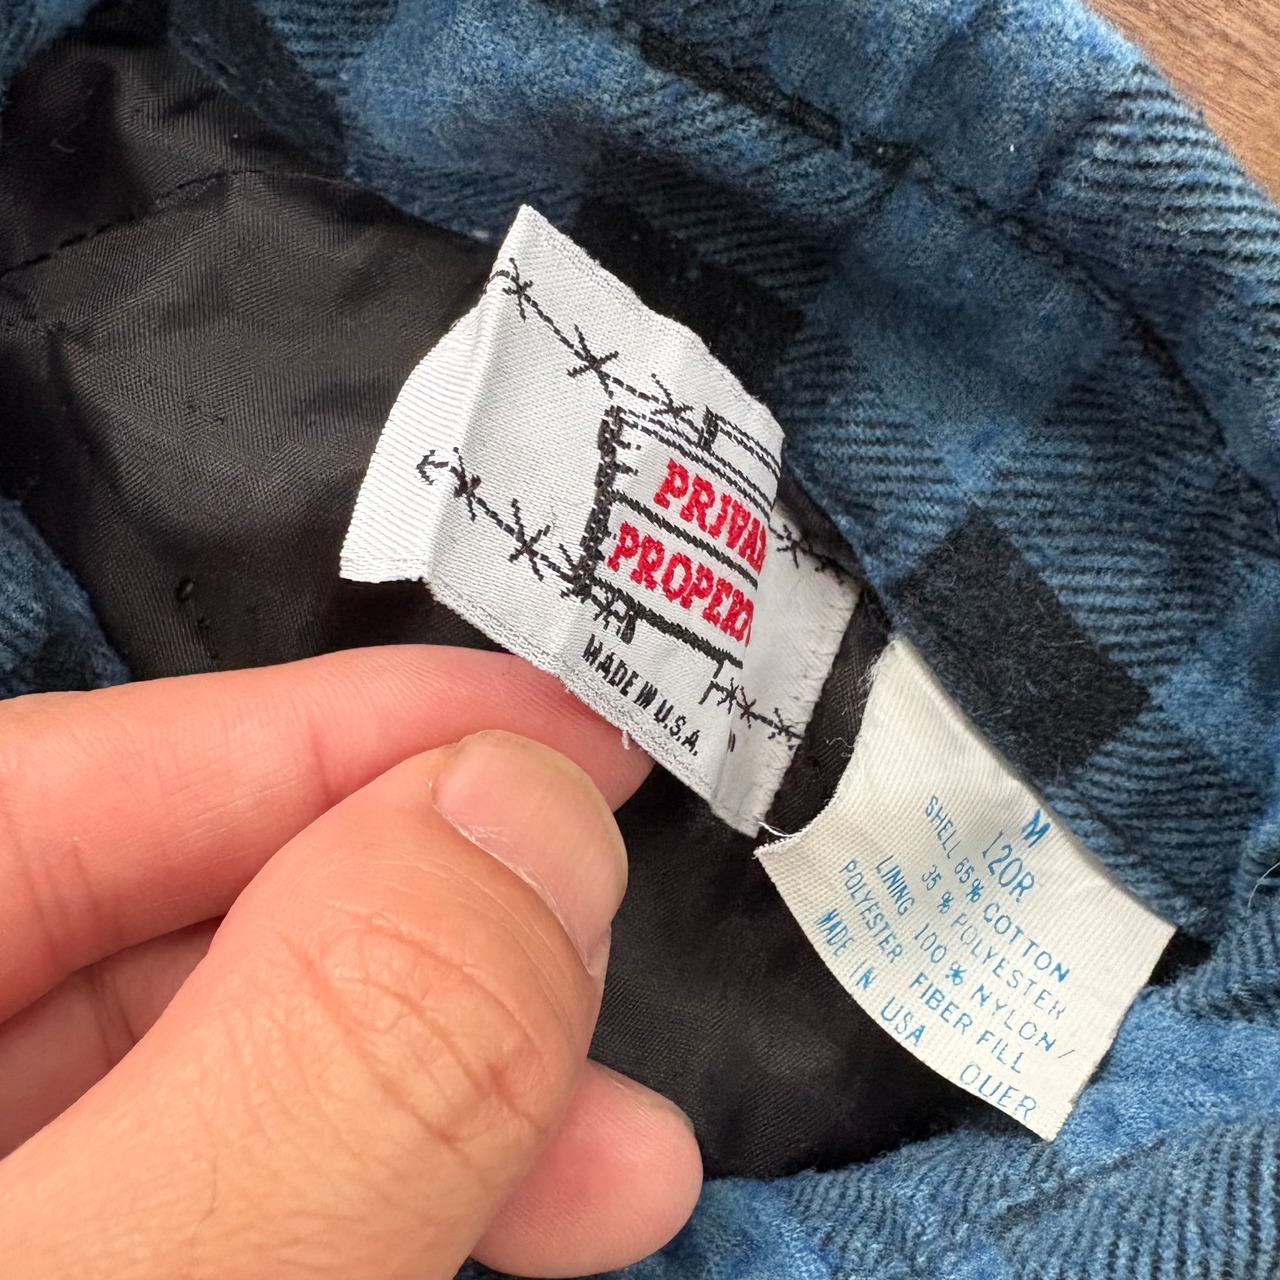 PRIVA
PROPERT
MADE IN U.S.A.
M
120R
SHELL 65% COTTON
35 % POLYESTER
LINING 100% NYLON/
POLYESTER FIBER FILL
MADE IN USA OVER